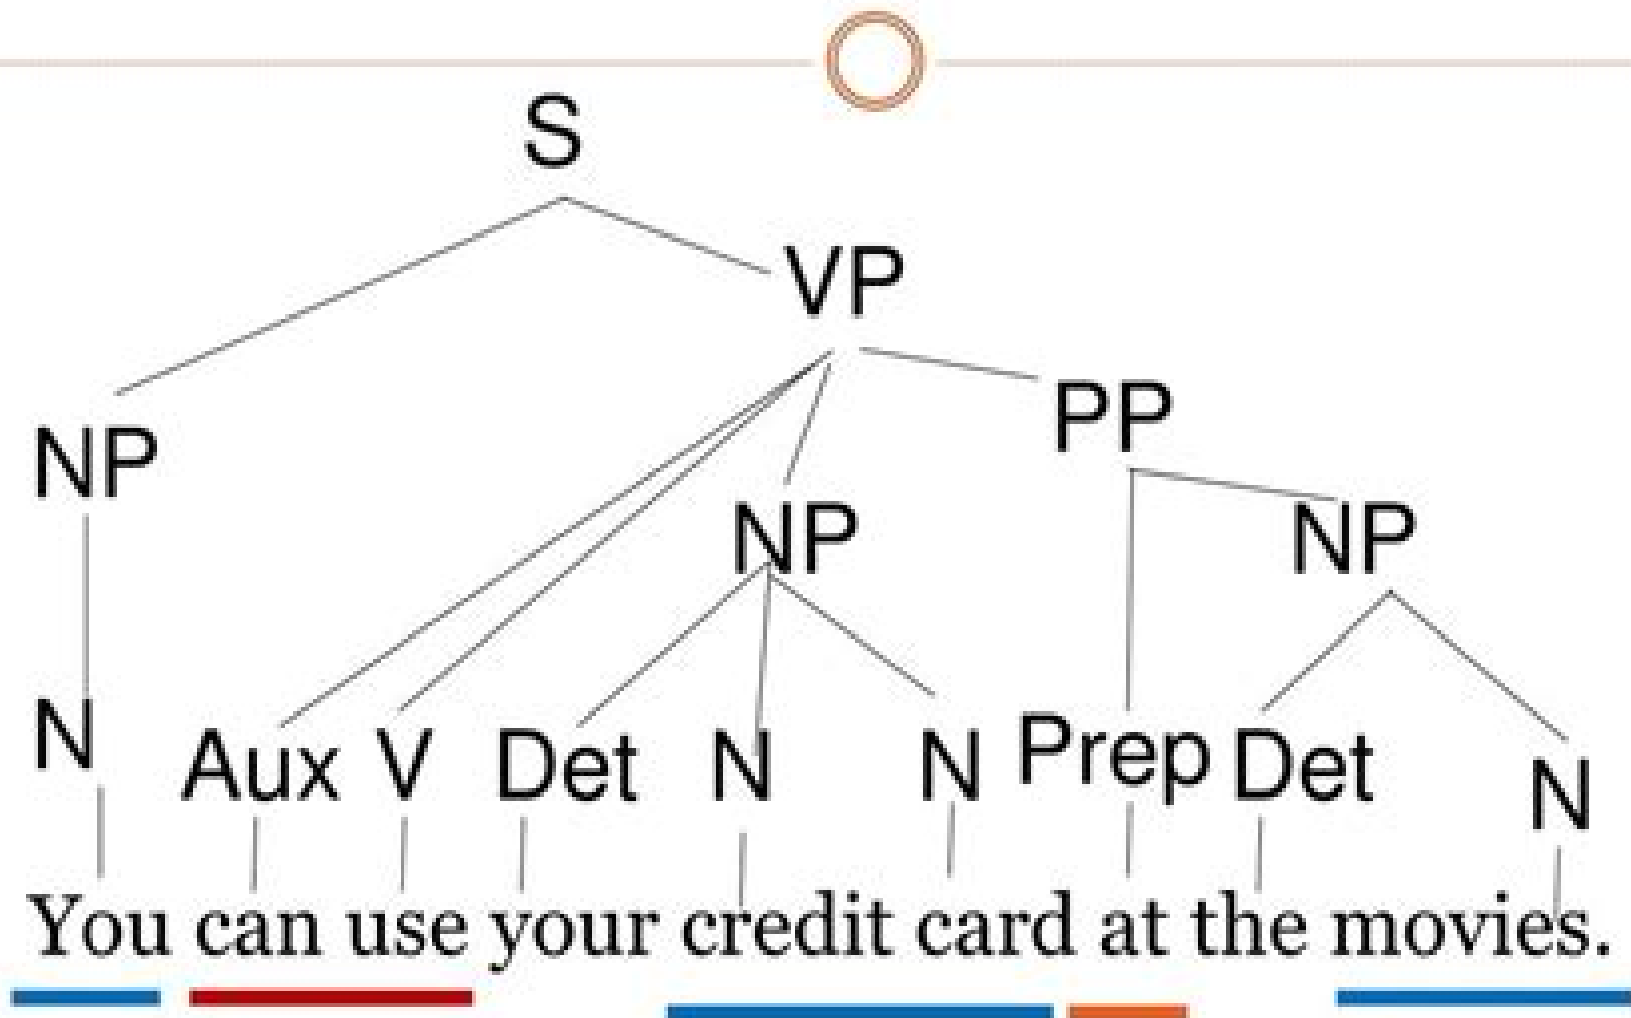 S
VP
PP
NP
NP NP
N Aux V Det N N Prep Det N
You can use your credit card at the movies.